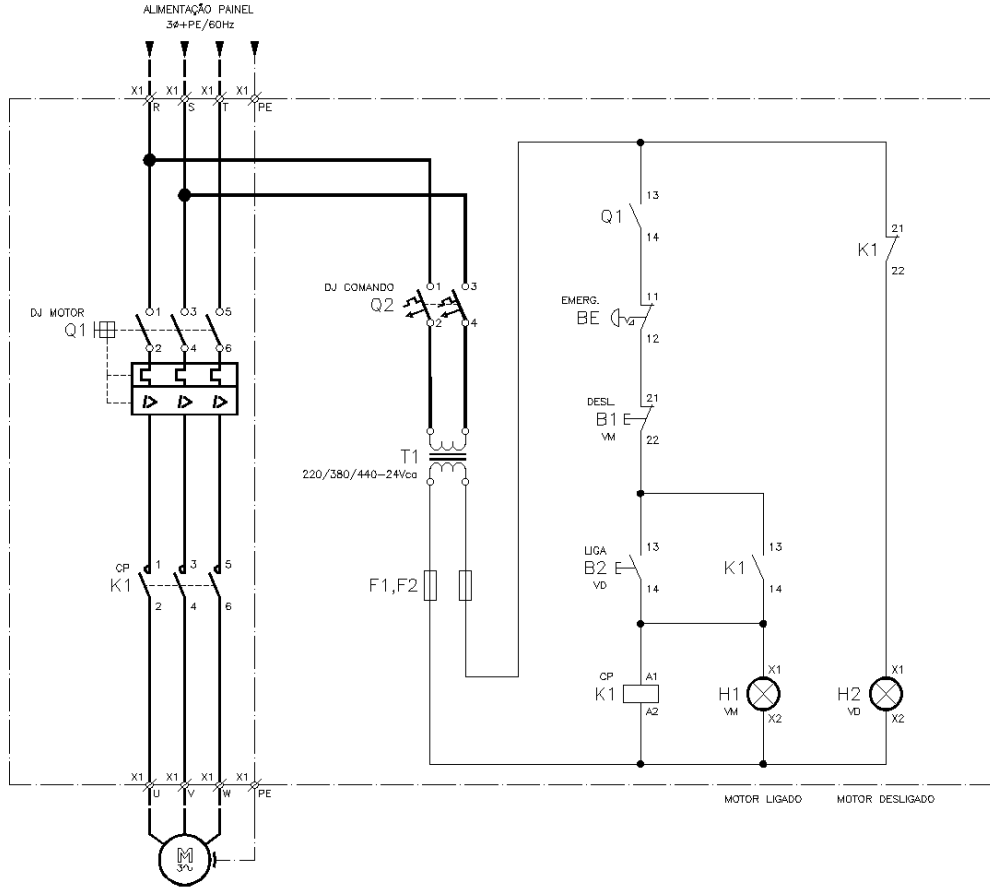 ALIMENTAÇÃO PAINEL
3ø+PE/60Hz
X1 X1 X1 X1
R S T PE
13
Q1
14
21
K1
22
DJ COMANDO
Q2
1 3
2 4
EMERG.
BE
11
12
DJ MOTOR
Q1
1 3 5
2 4 6
DESL.
B1
VM
21
22
T1
220/380/440-24Vca
LIGA
B2
VD
13
14
K1
13
14
CP
K1
1 3 5
2 4 6
F1,F2
CP
K1
A1
A2
H1
VM
X1
X2
H2
VD
X1
X2
X1 X1 X1 X1
U V W PE
MOTOR LIGADO MOTOR DESLIGADO
M
3~